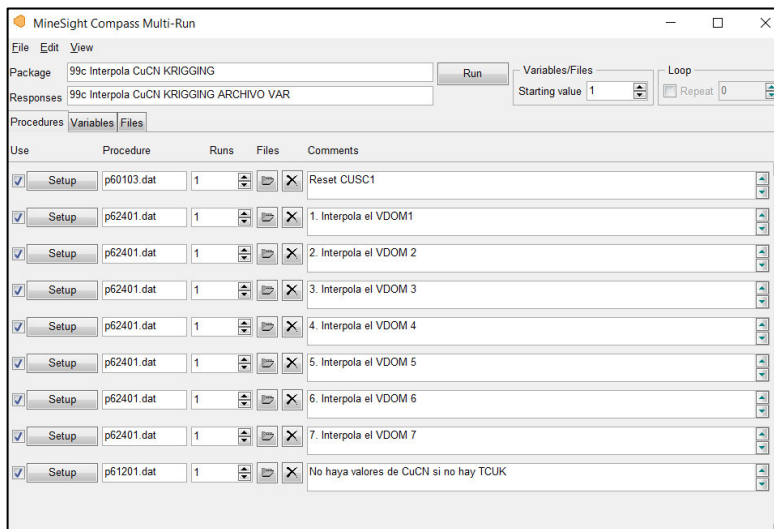 MineSight Compass Multi-Run
File Edit View
Package 99c Interpola CuCN KRIGGING Run Variables/Files Loop
Responses 99c Interpola CuCN KRIGGING ARCHIVO VAR Starting value 1 Repeat 0
Procedures Variables Files
Use Procedure Runs Files Comments
Setup p60103.dat 1 Reset CUSC1
Setup p62401.dat 1 1. Interpola el VDOM1
Setup p62401.dat 1 2. Interpola el VDOM 2
Setup p62401.dat 1 3. Interpola el VDOM 3
Setup p62401.dat 1 4. Interpola el VDOM 4
Setup p62401.dat 1 5. Interpola el VDOM 5
Setup p62401.dat 1 6. Interpola el VDOM 6
Setup p62401.dat 1 7. Interpola el VDOM 7
Setup p61201.dat 1 No haya valores de CuCN si no hay TCUK